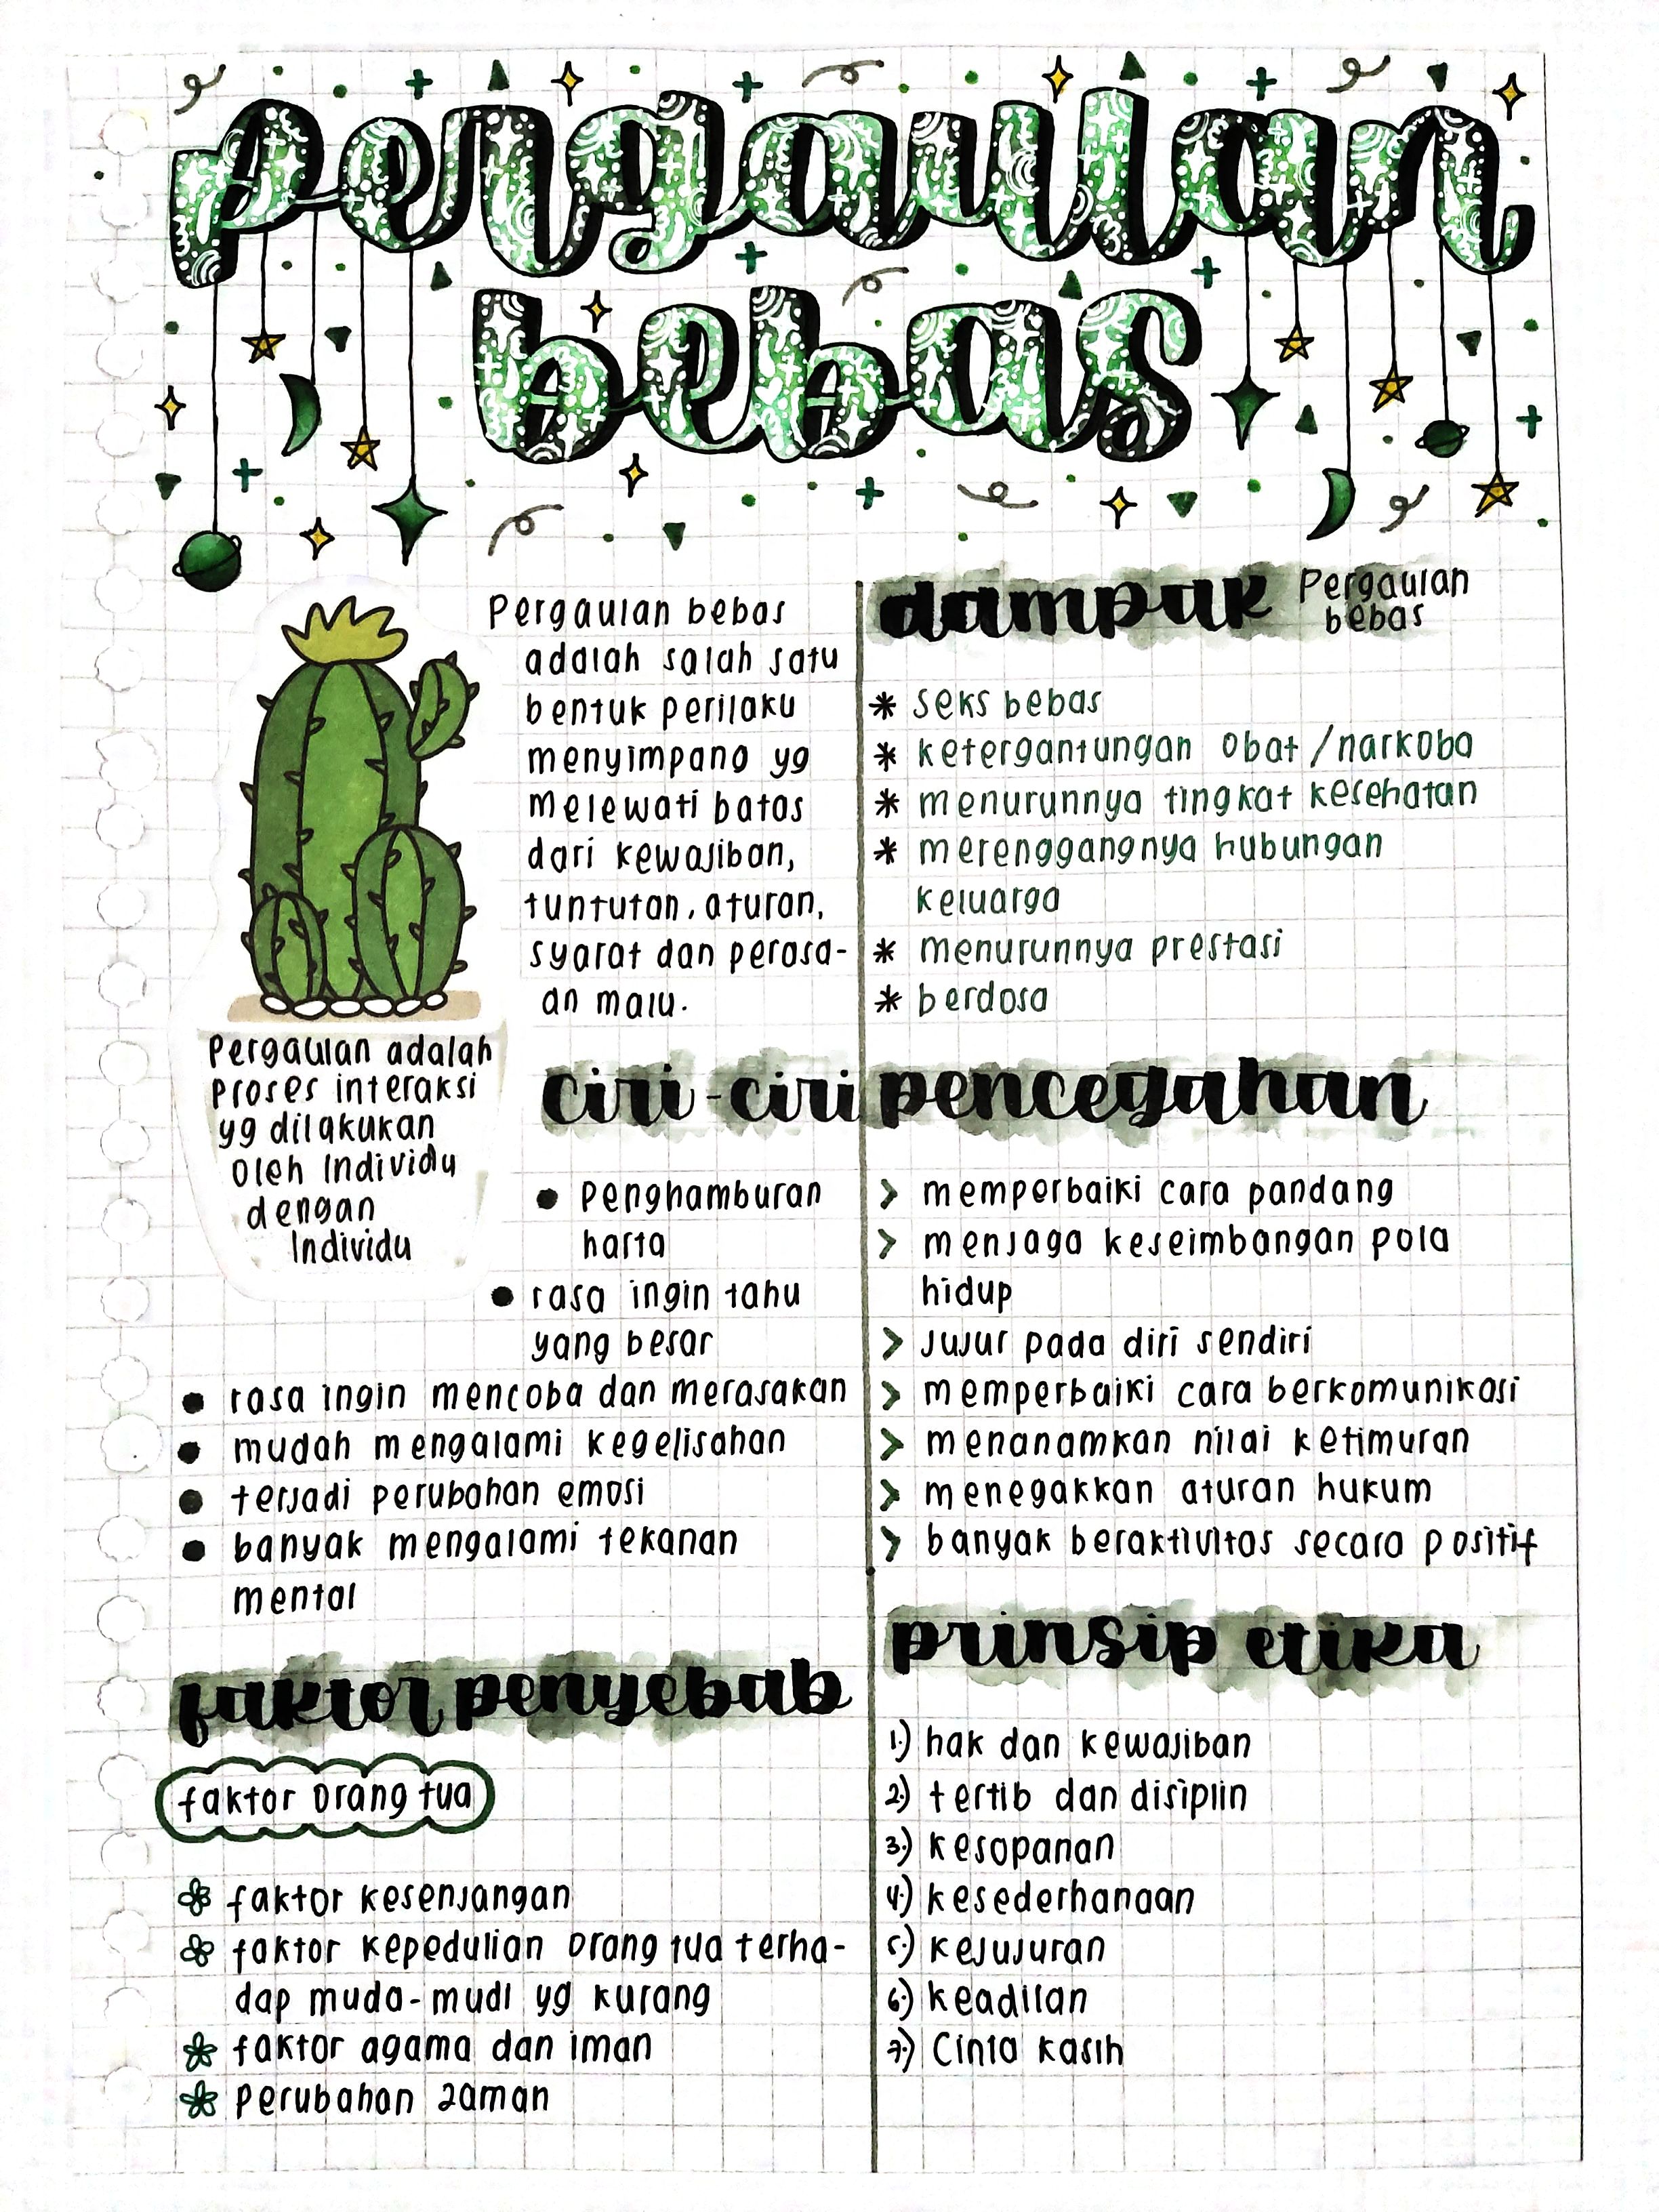 pergaulan
bebas
Pergaulan bebas
adalah salah satu
bentuk perilaku
menyimpang yg
melewati batas
dari kewajiban,
tuntutan, aturan,
syarat dan perasa-
an malu.
Pergaulan adalah
proses interaksi
yg dilakukan
oleh Individu
dengan
Individu
ciri-ciri
• Penghamburan
harta
• rasa ingin tahu
yang besar
• rasa ingin mencoba dan merasakan
• mudah mengalami kegelisahan
• terjadi perubahan emosi
• banyak mengalami tekanan
mental
faktor penyebab
faktor orang tua
faktor kesenjangan
faktor kepedulian orang tua terha-
dap muda-mudi yg kurang
faktor agama dan iman
Perubahan zaman
dampak Pergaulan
bebas
* seks bebas
* ketergantungan obat/narkoba
* menurunnya tingkat kesehatan
* merenggangnya hubungan
keluarga
* menurunnya prestasi
* berdosa
pencegahan
> memperbaiki cara pandang
> menjaga keseimbangan pola
hidup
> jujur pada diri sendiri
> memperbaiki cara berkomunikasi
> menanamkan nilai ketimuran
> menegakkan aturan hukum
> banyak beraktivitas secara positif
prinsip etika
1.) hak dan kewajiban
2.) tertib dan disiplin
3.) kesopanan
4.) kesederhanaan
5.) kejujuran
6.) keadilan
7.) Cinta kasih